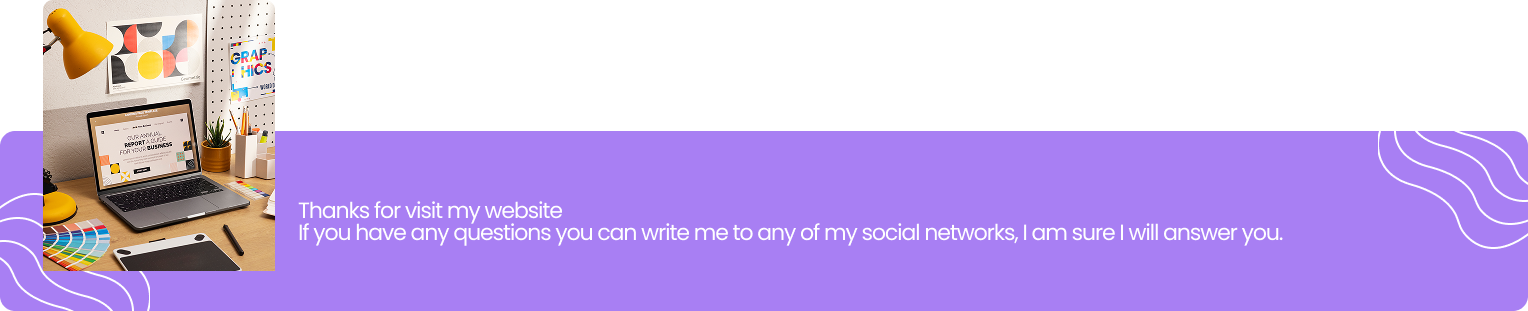 GRAP
HICS
OUR ANNUAL
REPORT A GUIDE
FOR YOUR BUSINESS
Thanks for visit my website
If you have any questions you can write me to any of my social networks, I am sure I will answer you.